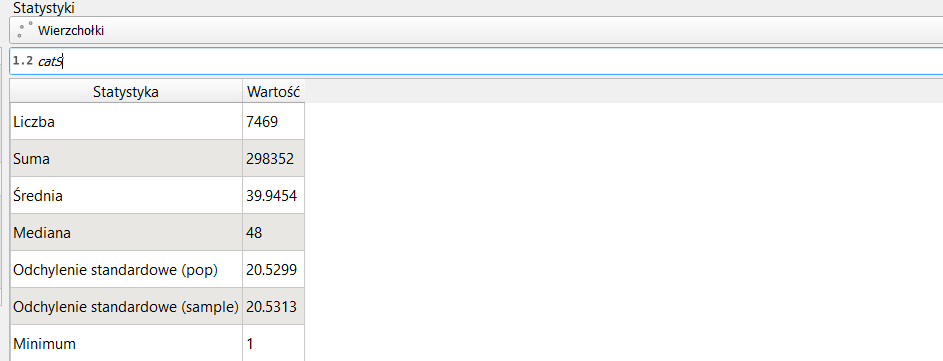 Statystyki
Wierzchołki
1.2 catS
Statystyka Wartość
Liczba 7469
Suma 298352
Średnia 39.9454
Mediana 48
Odchylenie standardowe (pop) 20.5299
Odchylenie standardowe (sample) 20.5313
Minimum 1